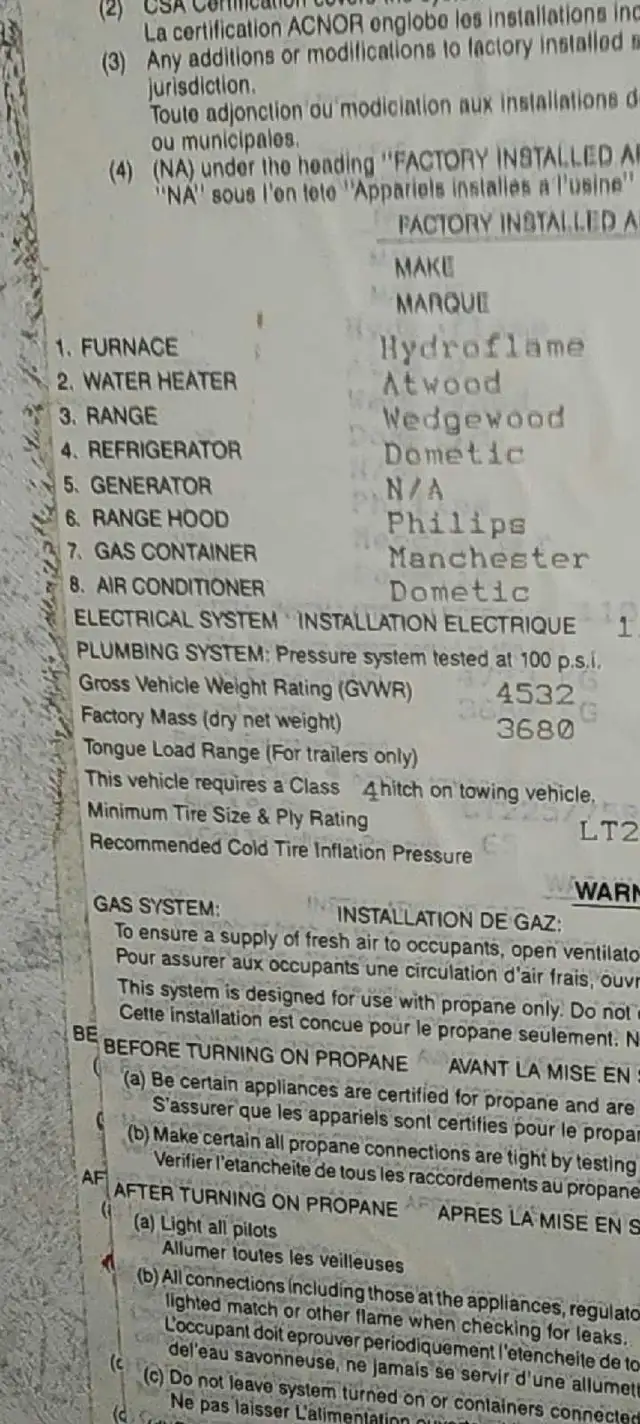 (2) CSA Certification covers the
La certification ACNOR englobe les installations
(3) Any additions or modifications to factory installed
jurisdiction.
Toute adjonction ou modiciation aux installations
ou municipales.
(4) (NA) under the heading "FACTORY INSTALLED
"NA" sous l'en tete "Appariels installes a l'usine"
FACTORY INSTALLED
MAKE
MARQUE
1. FURNACE Hydroflame
2. WATER HEATER Atwood
3. RANGE Wedgewood
4. REFRIGERATOR Dometic
5. GENERATOR N/A
6. RANGE HOOD Philips
7. GAS CONTAINER Manchester
8. AIR CONDITIONER Dometic
ELECTRICAL SYSTEM INSTALLATION ELECTRIQUE 1
PLUMBING SYSTEM: Pressure system tested at 100 p.s.i.
Gross Vehicle Weight Rating (GVWR) 4532
Factory Mass (dry net weight) 3680
Tongue Load Range (For trailers only)
This vehicle requires a Class 4 hitch on towing vehicle.
Minimum Tire Size & Ply Rating LT2
Recommended Cold Tire Inflation Pressure
WARN
GAS SYSTEM: INSTALLATION DE GAZ:
To ensure a supply of fresh air to occupants, open ventilato
Pour assurer aux occupants une circulation d'air frais, ouvr
This system is designed for use with propane only. Do not
Cette installation est concue pour le propane seulement. N
BE
BEFORE TURNING ON PROPANE AVANT LA MISE EN
(a) Be certain appliances are certified for propane and are
S'assurer que les appariels sont certifies pour le propa
(b) Make certain all propane connections are tight by testing
Verifier l'etancheite de tous les raccordements au propane
AF
AFTER TURNING ON PROPANE APRES LA MISE EN S
(a) Light all pilots
Allumer toutes les veilleuses
(b) All connections including those at the appliances, regulato
lighted match or other flame when checking for leaks.
L'occupant doit eprouver periodiquement l'etencheite de to
del'eau savonneuse, ne jamais se servir d'une allumett
(c) Do not leave system turned on or containers connected
Ne pas laisser L'alimentation